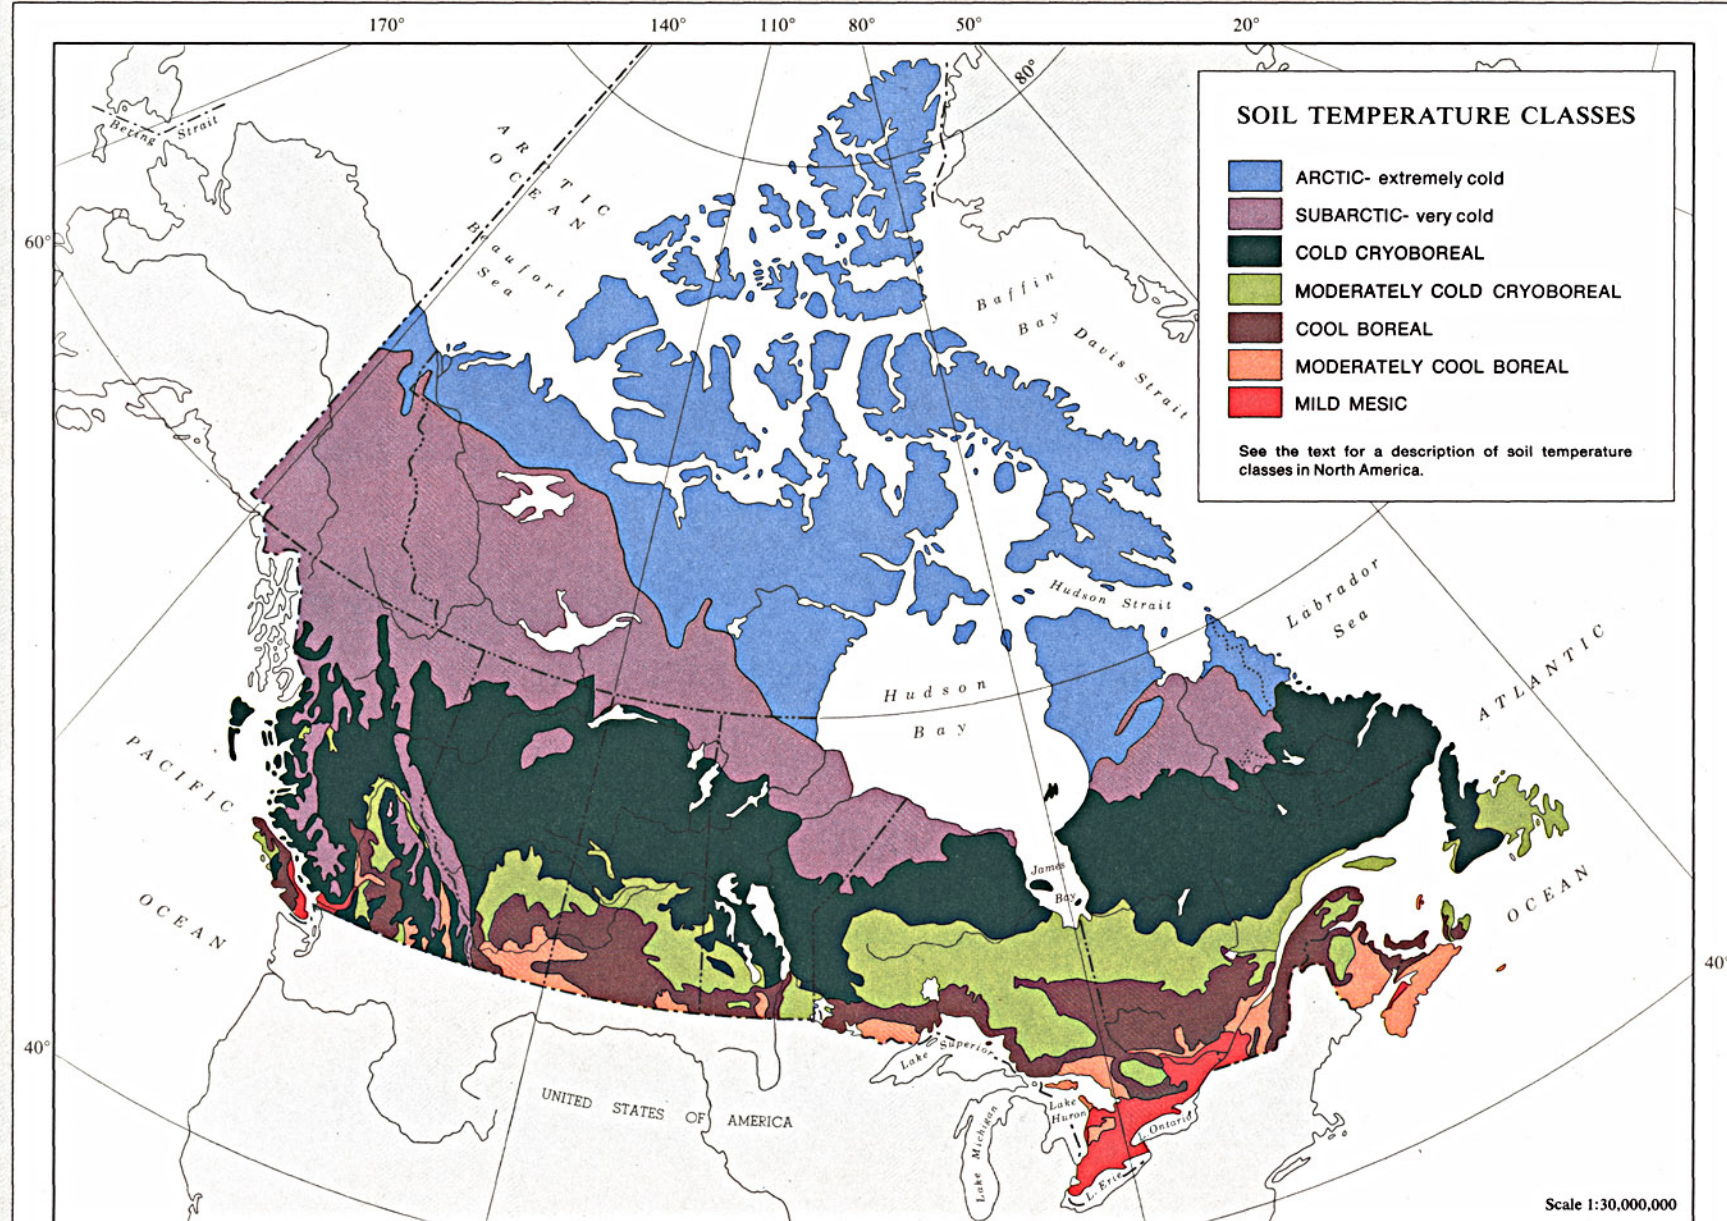 170°
140°
110°
80°
50°
20°
80°
SOIL TEMPERATURE CLASSES
ARCTIC- extremely cold
SUBARCTIC- very cold
COLD CRYOBOREAL
MODERATELY COLD CRYOBOREAL
COOL BOREAL
MODERATELY COOL BOREAL
MILD MESIC
See the text for a description of soil temperature
classes in North America.
Bering Strait
ARCTIC
OCEAN
60°
Beaufort
Sea
Baffin
Bay
Davis Strait
Hudson Strait
Labrador
Sea
Hudson
Bay
ATLANTIC
OCEAN
PACIFIC
OCEAN
James
Bay
40°
40°
Lake Superior
UNITED STATES OF AMERICA
Lake
Huron
Lake Michigan
L. Ontario
L. Erie
Scale 1:30,000,000